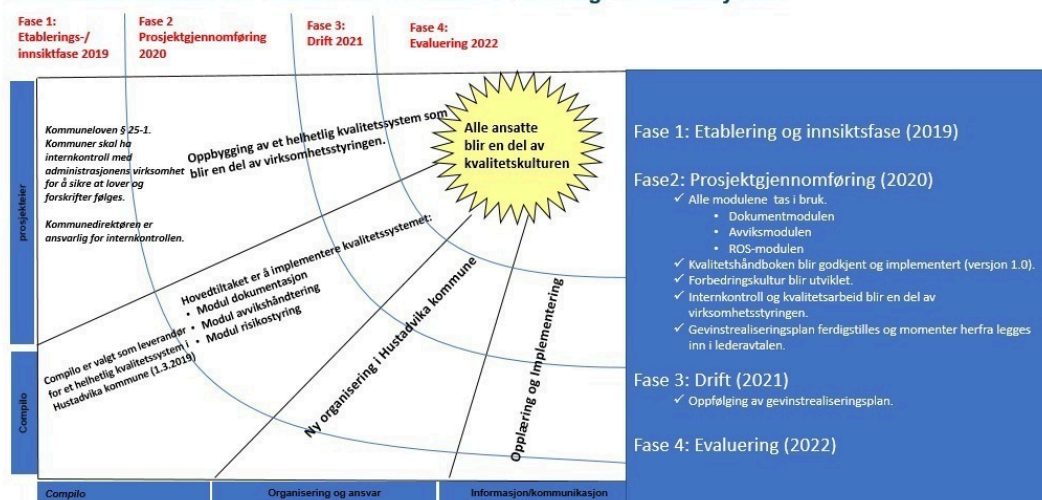 Fase 1:
Etablerings-/
innsiktfase 2019
Fase 2
Prosjektgjennomføring
2020
Fase 3:
Drift 2021
Fase 4:
Evaluering 2022
prosjekteier
Kommuneloven § 25-1.
Kommuner skal ha
internkontroll med
administrasjonens virksomhet
for å sikre at lover og
forskrifter følges.
Kommunedirektøren er
ansvarlig for internkontrollen.
Oppbygging av et helhetlig kvalitetssystem som
blir en del av virksomhetsstyringen.
Alle ansatte
blir en del av
kvalitetskulturen
Hovedtiltaket er å implementere kvalitetssystemet:
• Modul dokumentasjon
• Modul avvikshåndtering
• Modul risikostyring
Compilo er valgt som leverandør
for et helhetlig kvalitetssystem i
Hustadvika kommune (1.3.2019)
Ny organisering i Hustadvika kommune
Opplæring og Implementering
Compilo
Compilo
Organisering og ansvar
Informasjon/kommunikasjon
Fase 1: Etablering og innsiktsfase (2019)
Fase2: Prosjektgjennomføring (2020)
✓ Alle modulene tas i bruk.
• Dokumentmodulen
• Avviksmodulen
• ROS-modulen
✓ Kvalitetshåndboken blir godkjent og implementert (versjon 1.0).
✓ Forbedringskultur blir utviklet.
✓ Internkontroll og kvalitetsarbeid blir en del av
virksomhetsstyringen.
✓ Gevinstrealiseringsplan ferdigstilles og momenter herfra legges
inn i lederavtalen.
Fase 3: Drift (2021)
✓ Oppfølging av gevinstrealiseringsplan.
Fase 4: Evaluering (2022)